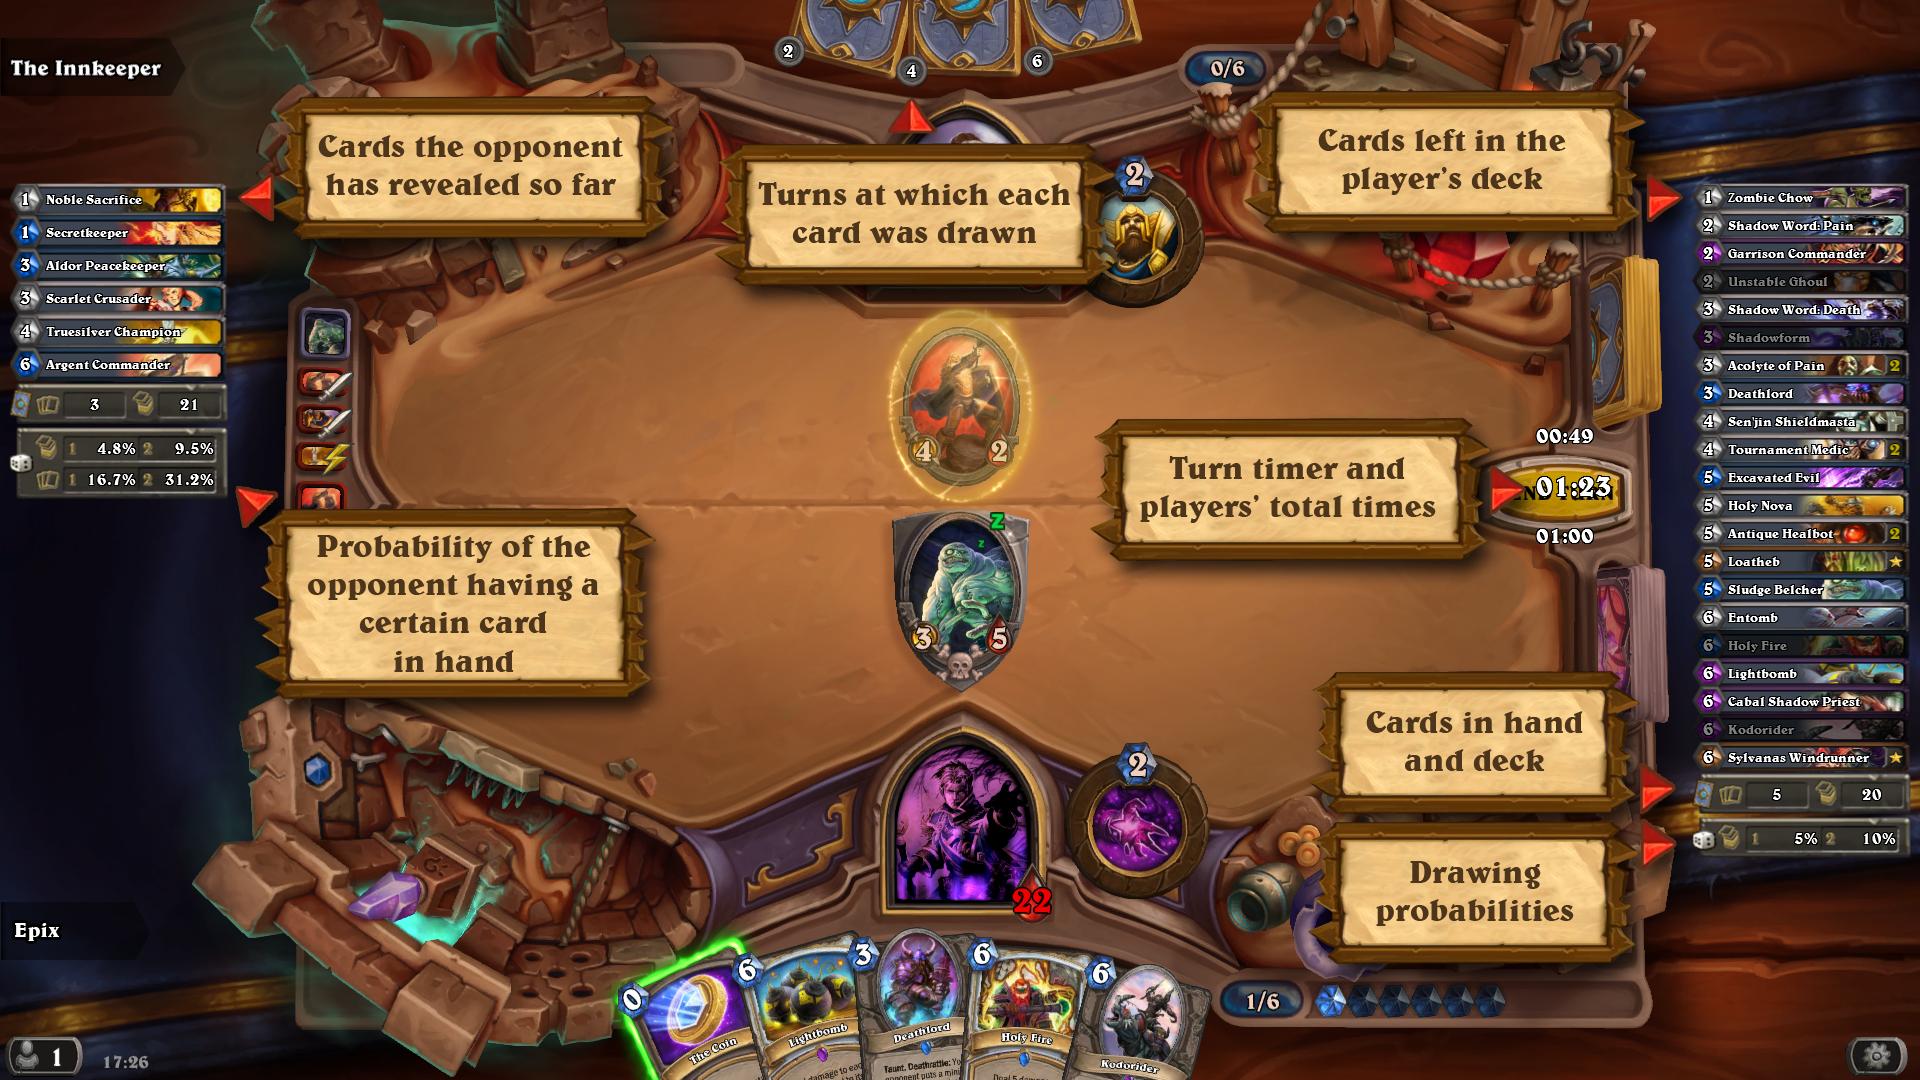 The Innkeeper
2
4
6
0/6
Cards the opponent
has revealed so far
Turns at which each
card was drawn
2
Cards left in the
player's deck
1 Noble Sacrifice
1 Secretkeeper
3 Aldor Peacekeeper
3 Scarlet Crusader
4 Truesilver Champion
6 Argent Commander
3 21
1 4.8% 2 9.5%
1 16.7% 2 31.2%
1 Zombie Chow
2 Shadow Word: Pain
2 Garrison Commander
2 Unstable Ghoul
3 Shadow Word: Death
3 Shadowform
3 Acolyte of Pain 2
3 Deathlord
4 Sen'jin Shieldmasta
4 Tournament Medic 2
5 Excavated Evil
5 Holy Nova
5 Antique Healbot 2
5 Loatheb
5 Sludge Belcher
6 Entomb
6 Holy Fire
6 Lightbomb
6 Cabal Shadow Priest
6 Kodorider
6 Sylvanas Windrunner
5 20
1 5% 2 10%
4 2
Turn timer and
players' total times
00:49
01:23
01:00
Probability of the
opponent having a
certain card
in hand
z
z
3 5
Cards in hand
and deck
Drawing
probabilities
2
22
Epix
0
The Coin
6
Lightbomb
3
Deathlord
Taunt. Deathrattle:
6
Holy Fire
6
Kodorider
1/6
1
17:26